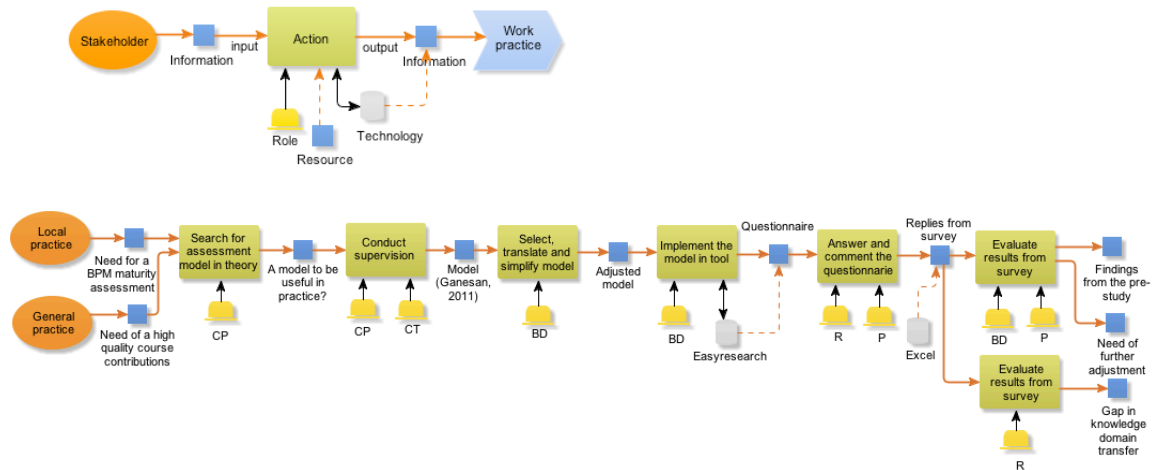 Stakeholder
Information
input
Action
output
Information
Work
practice
Role
Resource
Technology
Local
practice
Need for a
BPM maturity
assessment
General
practice
Need of a high
quality course
contributions
Search for
assessment
model in theory
CP
A model to be
useful in
practice?
Conduct
supervision
CP
CT
Model
(Ganesan,
2011)
Select,
translate and
simplify model
BD
Adjusted
model
Implement the
model in tool
BD
Easyresearch
Questionnaire
Answer and
comment the
questionnarie
R
P
Replies from
survey
Excel
Evaluate
results from
survey
BD
P
Findings
from the pre-
study
Need of
further
adjustment
Evaluate
results from
survey
R
Gap in
knowledge
domain
transfer